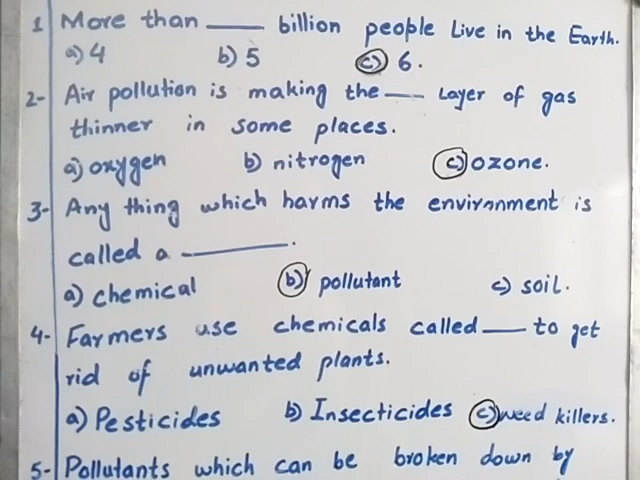 1 More than ___ billion people Live in the Earth.
a) 4 b) 5 c) 6.
2- Air pollution is making the ___ Layer of gas
thinner in some places.
a) oxygen b) nitrogen c) ozone.
3- Any thing which harms the environment is
called a ______.
a) chemical b) pollutant c) soil.
4- Farmers use chemicals called ___ to get
rid of unwanted plants.
a) Pesticides b) Insecticides c) weed killers.
5- Pollutants which can be broken down by